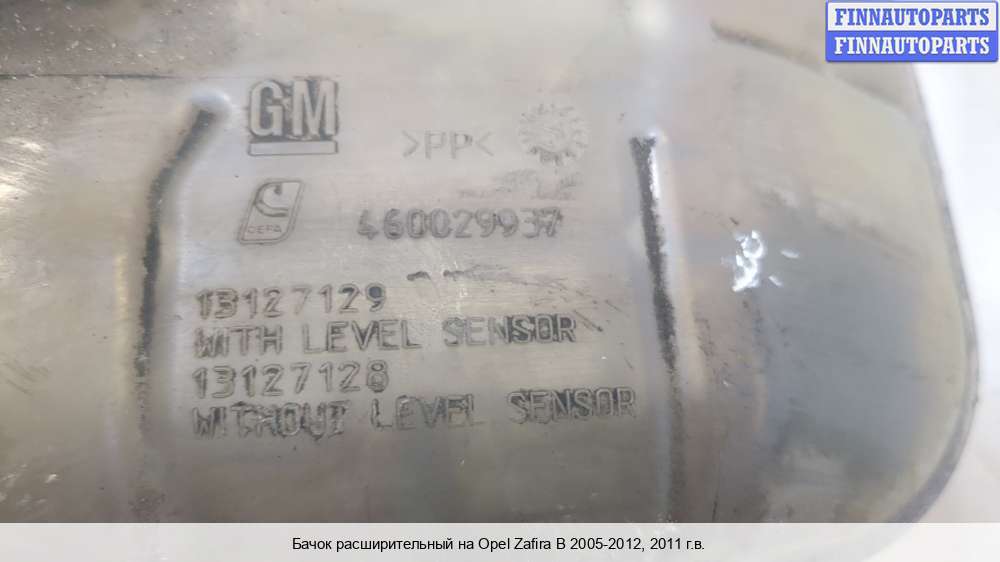 FINNAUTOPARTS
FINNAUTOPARTS
GM
>PP<
CEFA
460029937
13127129
WITH LEVEL SENSOR
13127128
WITHOUT LEVEL SENSOR
Бачок расширительный на Opel Zafira B 2005-2012, 2011 г.в.